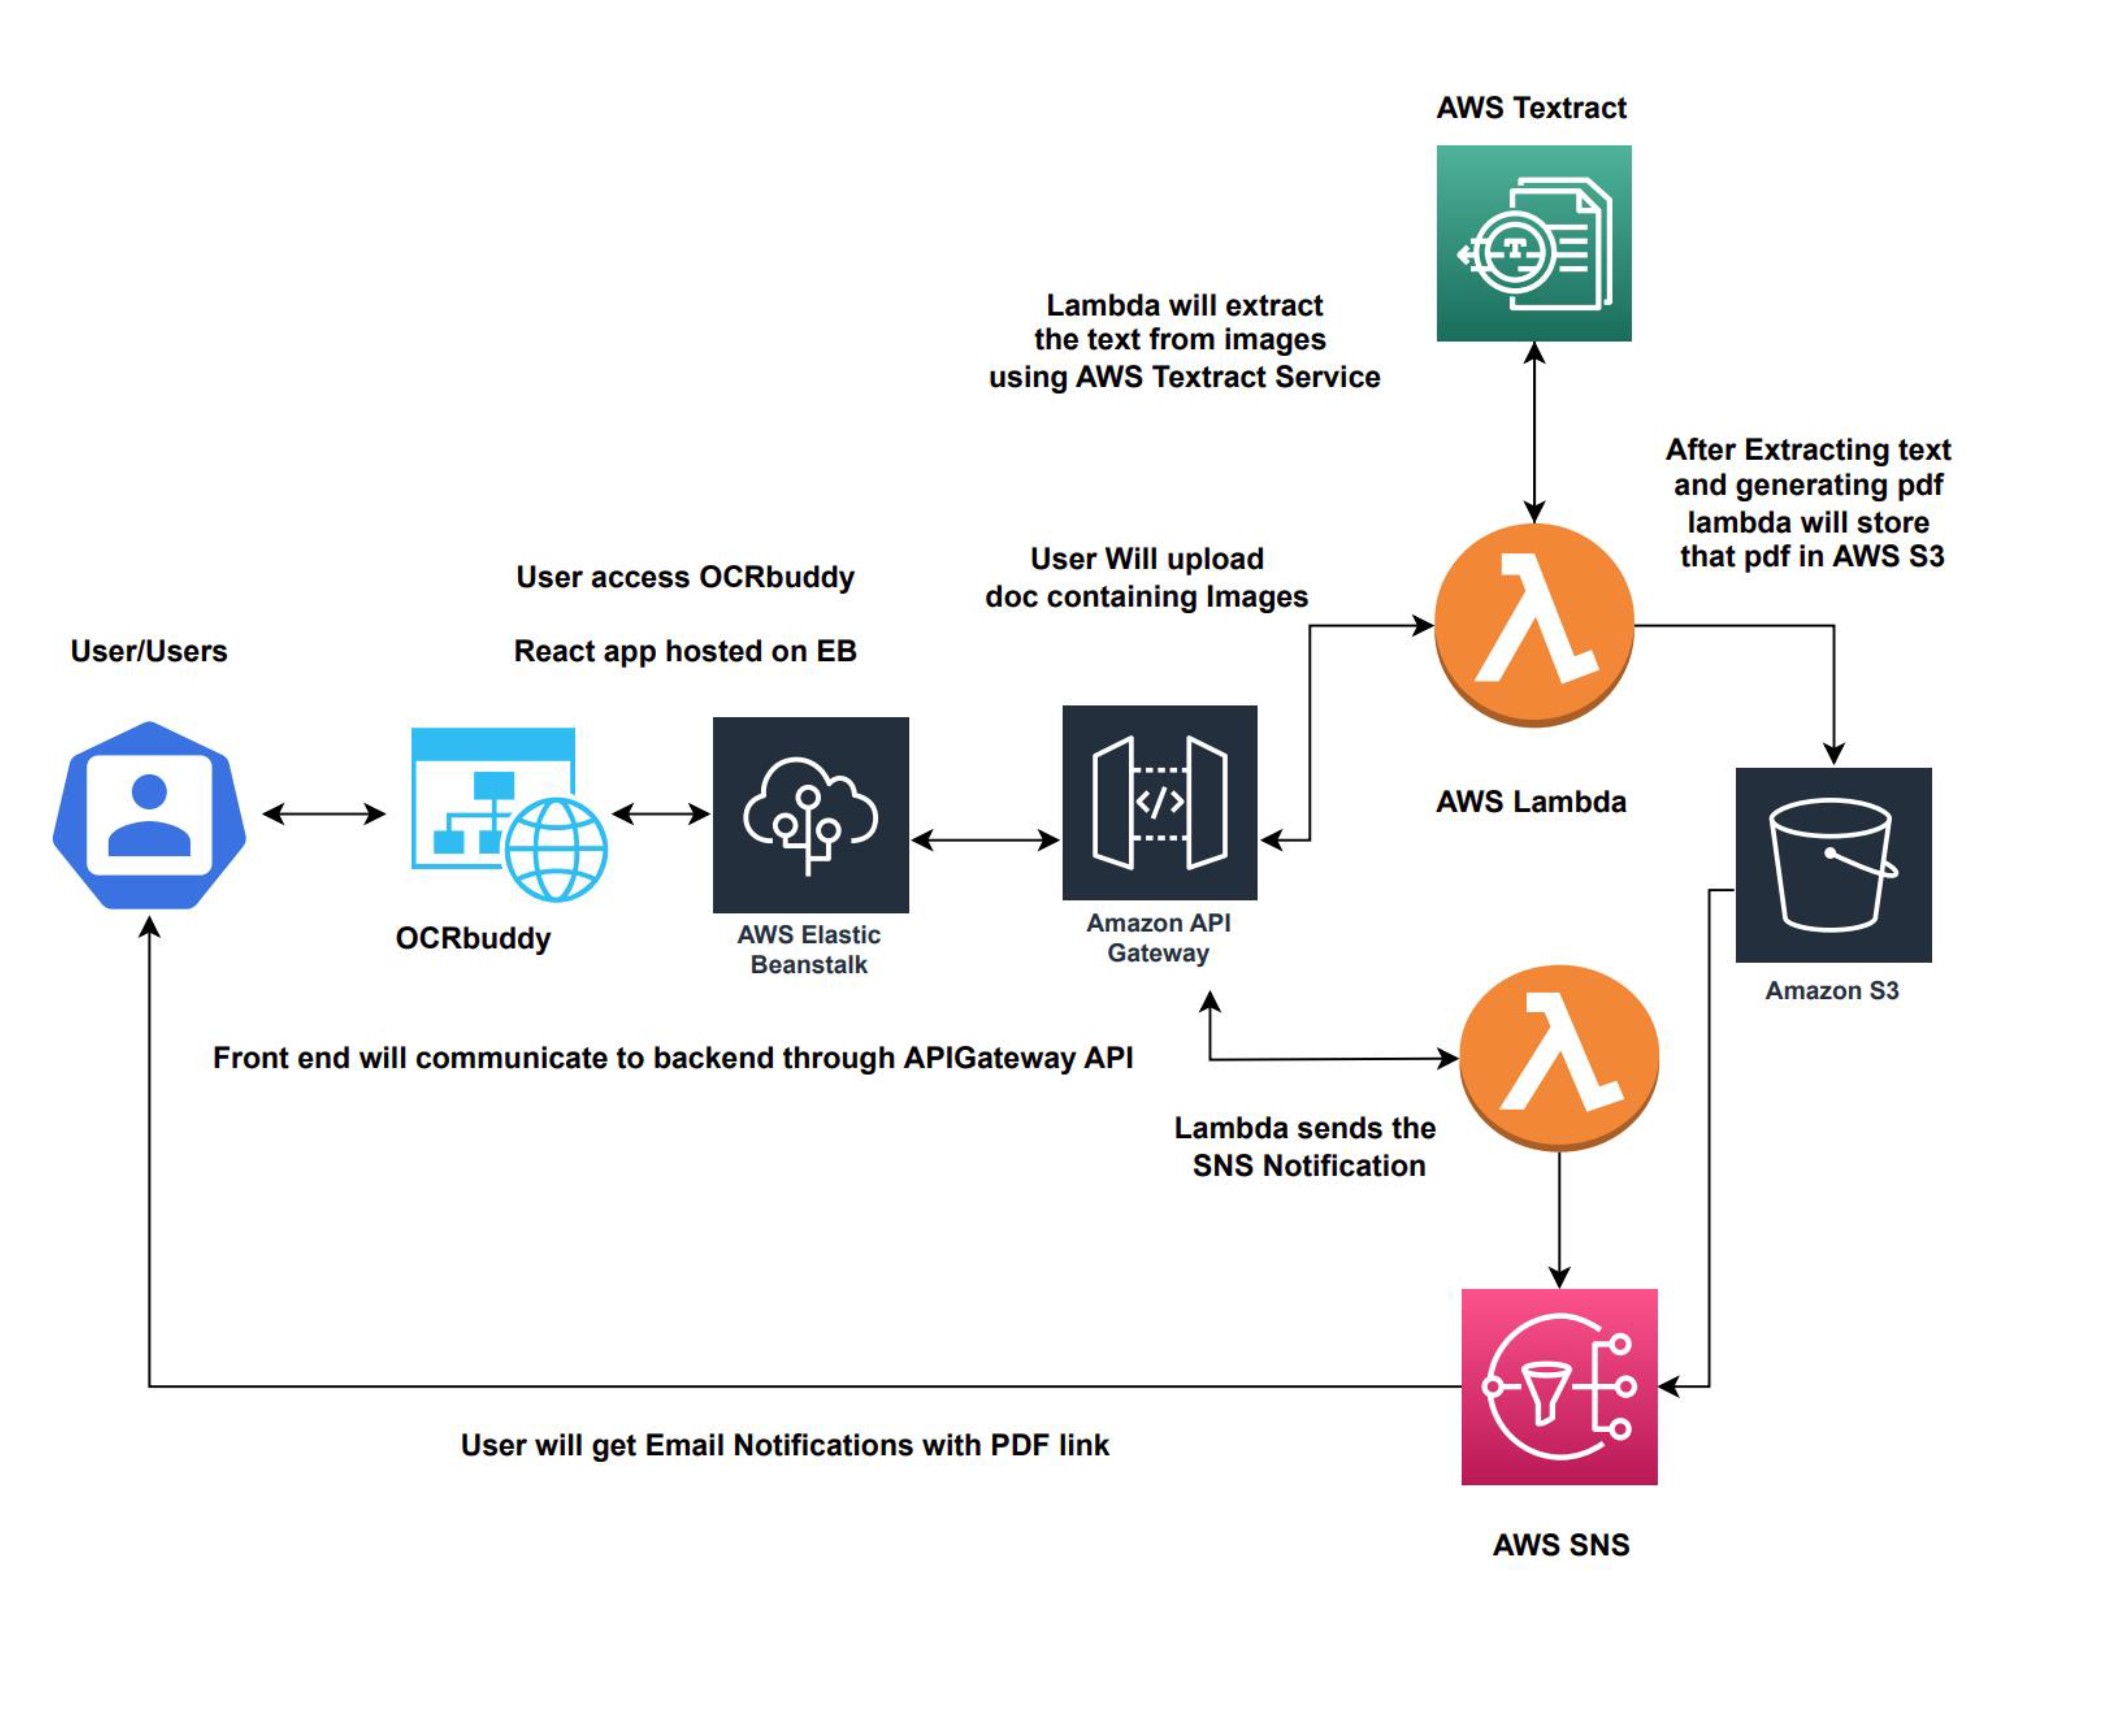 AWS Textract
Lambda will extract
the text from images
using AWS Textract Service
After Extracting text
and generating pdf
lambda will store
that pdf in AWS S3
User Will upload
doc containing Images
User access OCRbuddy
React app hosted on EB
User/Users
AWS Lambda
OCRbuddy
AWS Elastic
Beanstalk
Amazon API
Gateway
Amazon S3
Front end will communicate to backend through APIGateway API
Lambda sends the
SNS Notification
User will get Email Notifications with PDF link
AWS SNS